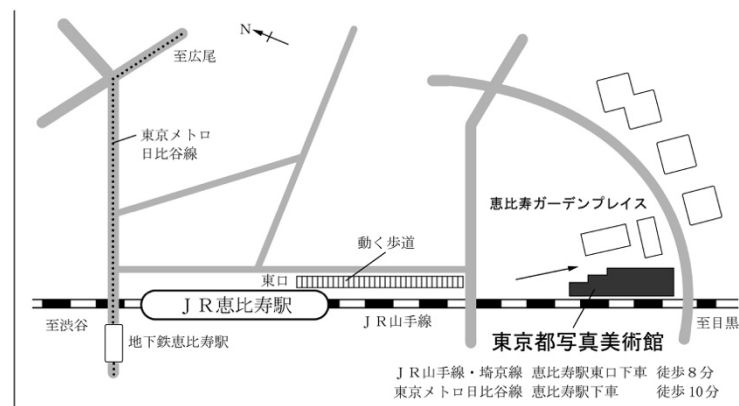 N
至広尾
東京メトロ
日比谷線
恵比寿ガーデンプレイス
動く歩道
東口
ＪＲ恵比寿駅
至渋谷
ＪＲ山手線
至目黒
地下鉄恵比寿駅
東京都写真美術館
ＪＲ山手線・埼京線 恵比寿駅東口下車 徒歩８分
東京メトロ日比谷線 恵比寿駅下車 徒歩10分